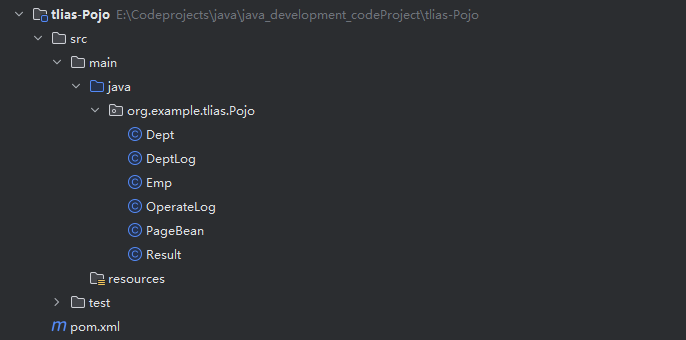 tlias-Pojo E:\Codeprojects\java\java_development_codeProject\tlias-Pojo
src
main
java
org.example.tlias.Pojo
Dept
DeptLog
Emp
OperateLog
PageBean
Result
resources
test
pom.xml